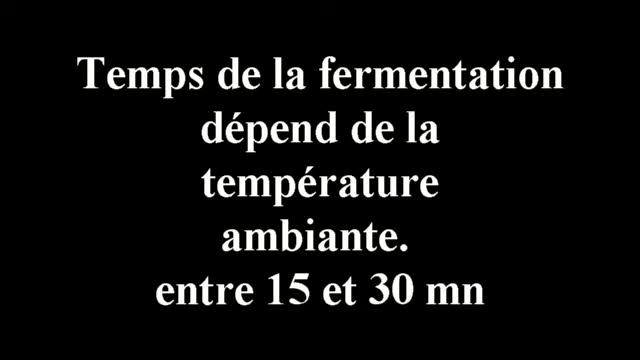 Temps de la fermentation
dépend de la
température
ambiante.
entre 15 et 30 mn